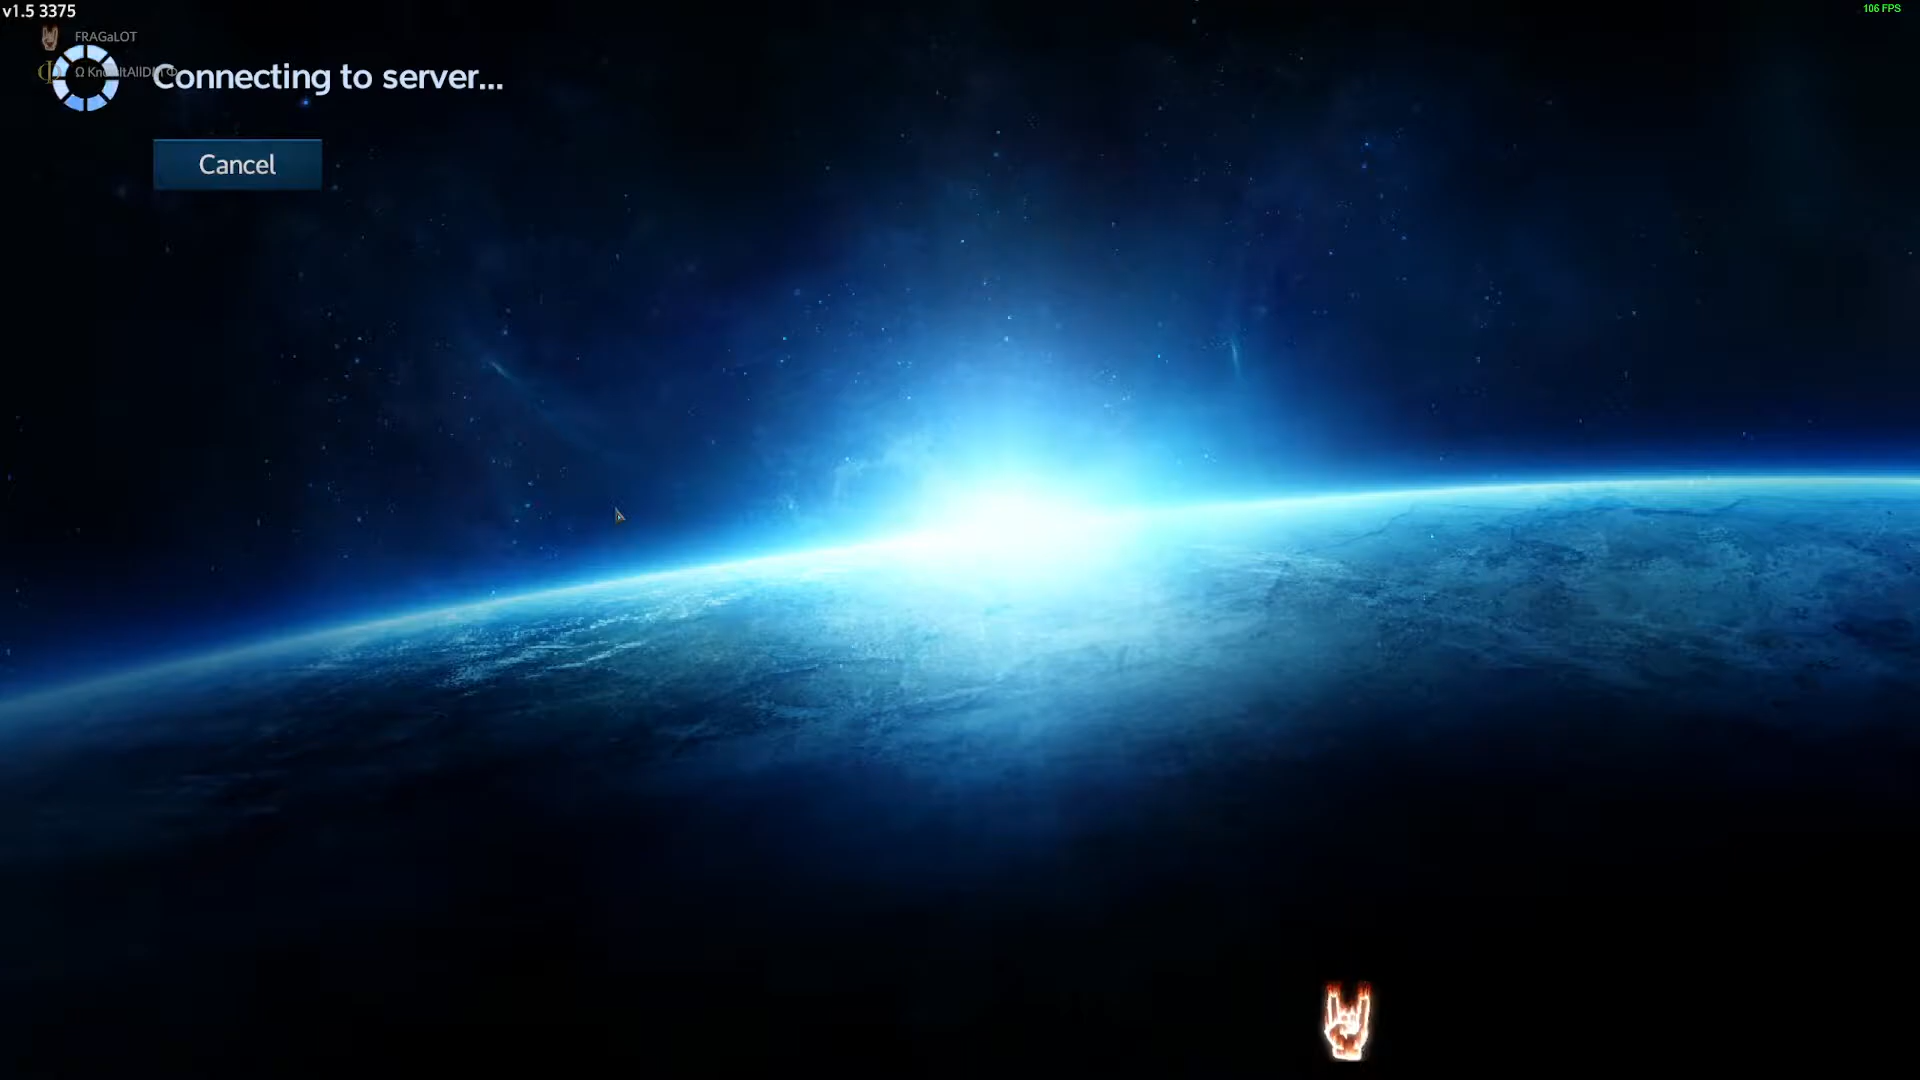 v1.5 3375
106 FPS
FRAGaLOT
Connecting to server...
Cancel